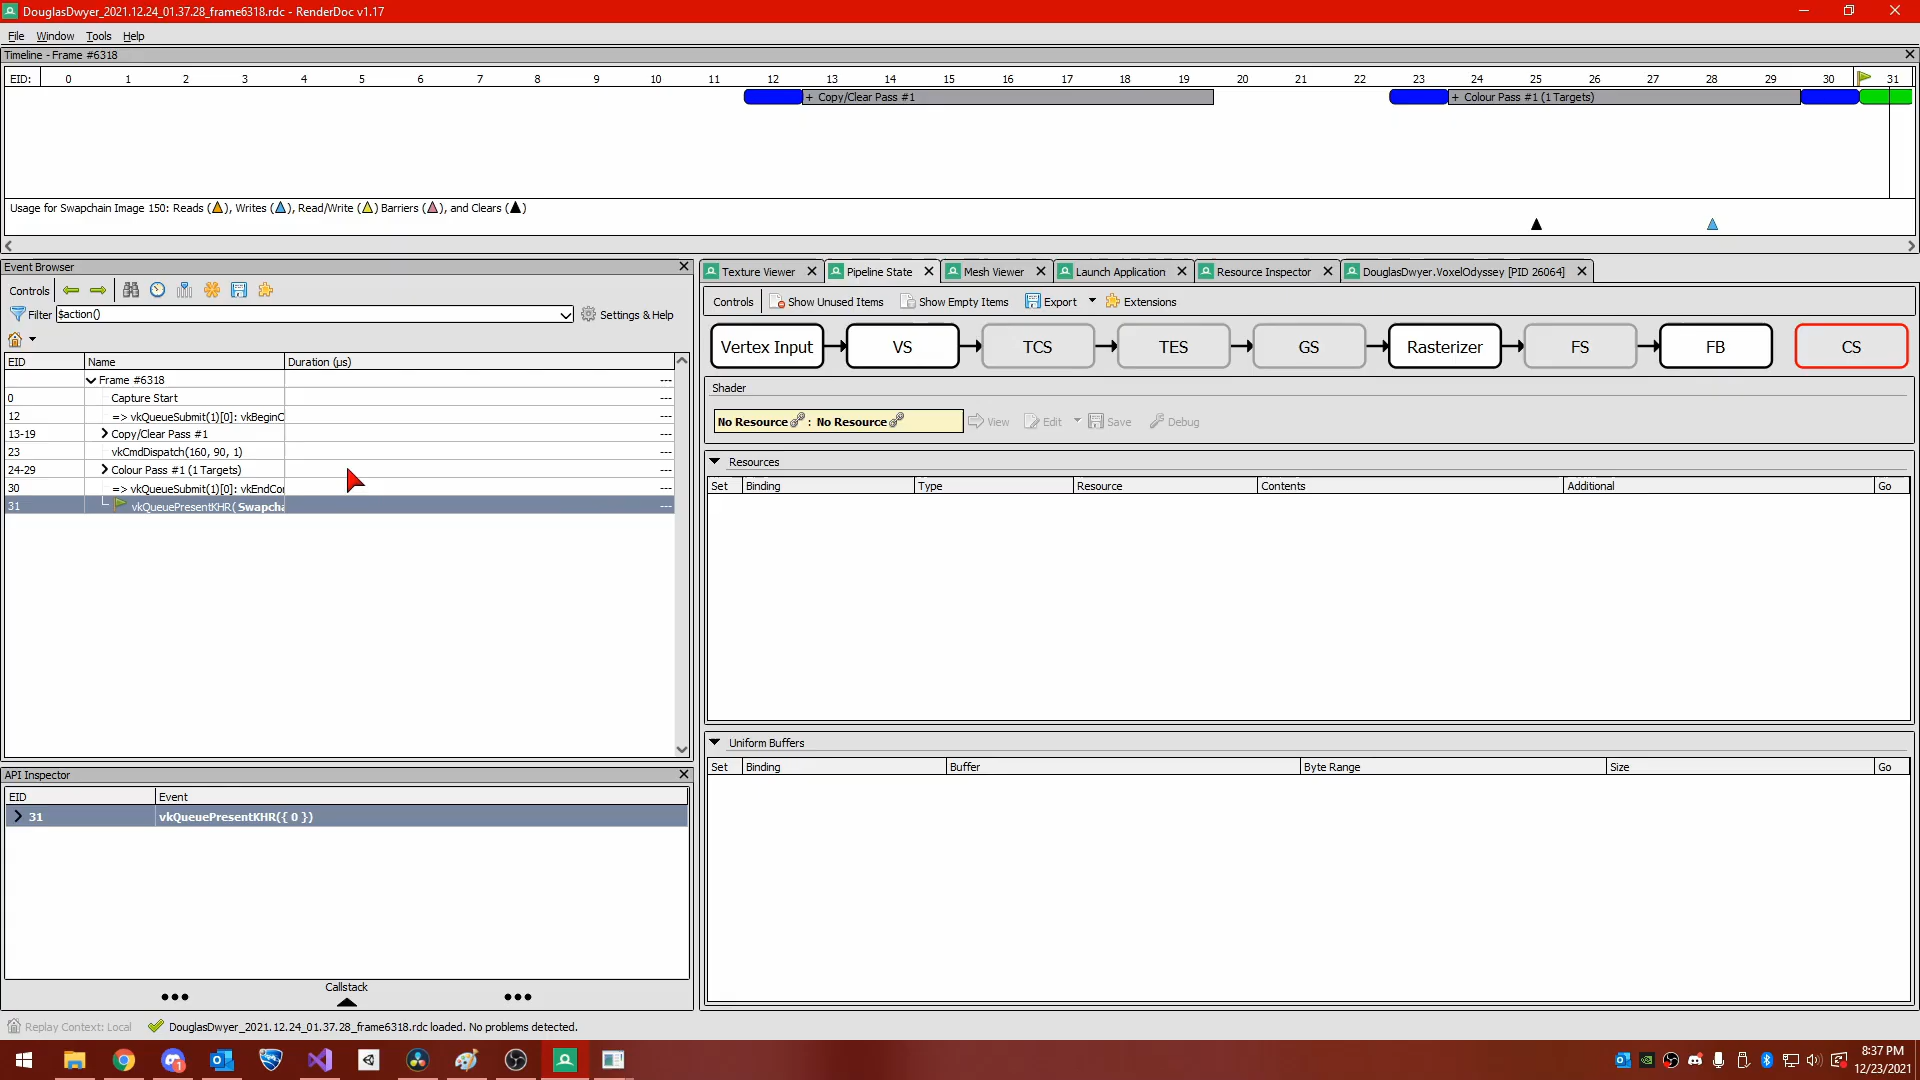 DouglasDwyer_2021.12.24_01.37.28_frame6318.rdc - RenderDoc v1.17
File Window Tools Help
Timeline - Frame #6318
EID: 0 1 2 3 4 5 6 7 8 9 10 11 12 13 14 15 16 17 18 19 20 21 22 23 24 25 26 27 28 29 30 31
+ Copy/Clear Pass #1 + Colour Pass #1 (1 Targets)
Usage for Swapchain Image 150: Reads ( ), Writes ( ), Read/Write ( ) Barriers ( ), and Clears ( )
Event Browser
Controls
Filter $action() Settings & Help
EID Name Duration (µs)
Frame #6318 ---
0 Capture Start ---
12 => vkQueueSubmit(1)[0]: vkBeginC ---
13-19 Copy/Clear Pass #1 ---
23 vkCmdDispatch(160, 90, 1) ---
24-29 Colour Pass #1 (1 Targets) ---
30 => vkQueueSubmit(1)[0]: vkEndCo ---
31 vkQueuePresentKHR( Swapcha ---
API Inspector
EID Event
31 vkQueuePresentKHR({ 0 })
Callstack
Replay Context: Local DouglasDwyer_2021.12.24_01.37.28_frame6318.rdc loaded. No problems detected.
Texture Viewer Pipeline State Mesh Viewer Launch Application Resource Inspector DouglasDwyer.VoxelOdyssey [PID 26064]
Controls Show Unused Items Show Empty Items Export Extensions
Vertex Input VS TCS TES GS Rasterizer FS FB CS
Shader
No Resource : No Resource View Edit Save Debug
Resources
Set Binding Type Resource Contents Additional Go
Uniform Buffers
Set Binding Buffer Byte Range Size Go
8:37 PM
12/23/2021